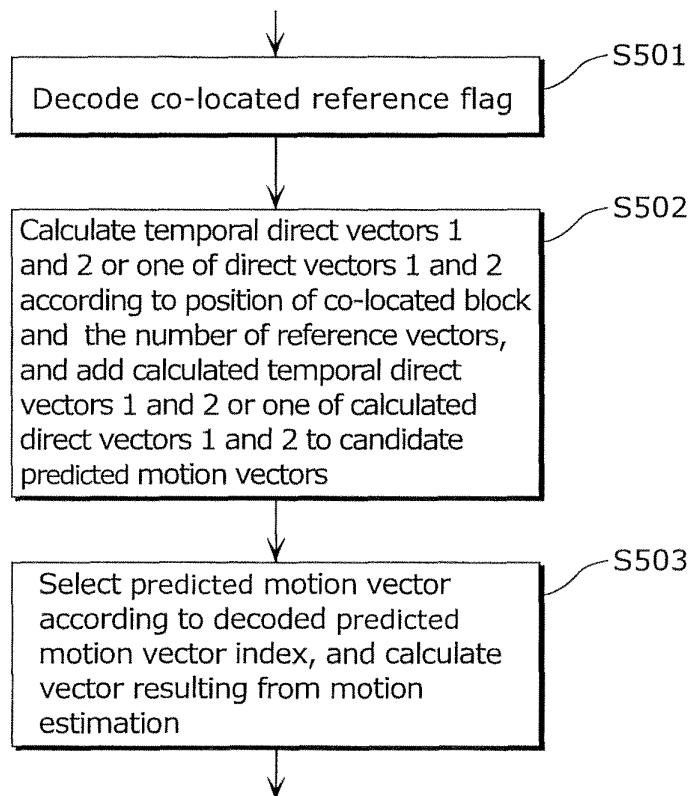 S501
Decode co-located reference flag
S502
Calculate temporal direct vectors 1
and 2 or one of direct vectors 1 and 2
according to position of co-located block
and the number of reference vectors,
and add calculated temporal direct
vectors 1 and 2 or one of calculated
direct vectors 1 and 2 to candidate
predicted motion vectors
S503
Select predicted motion vector
according to decoded predicted
motion vector index, and calculate
vector resulting from motion
estimation